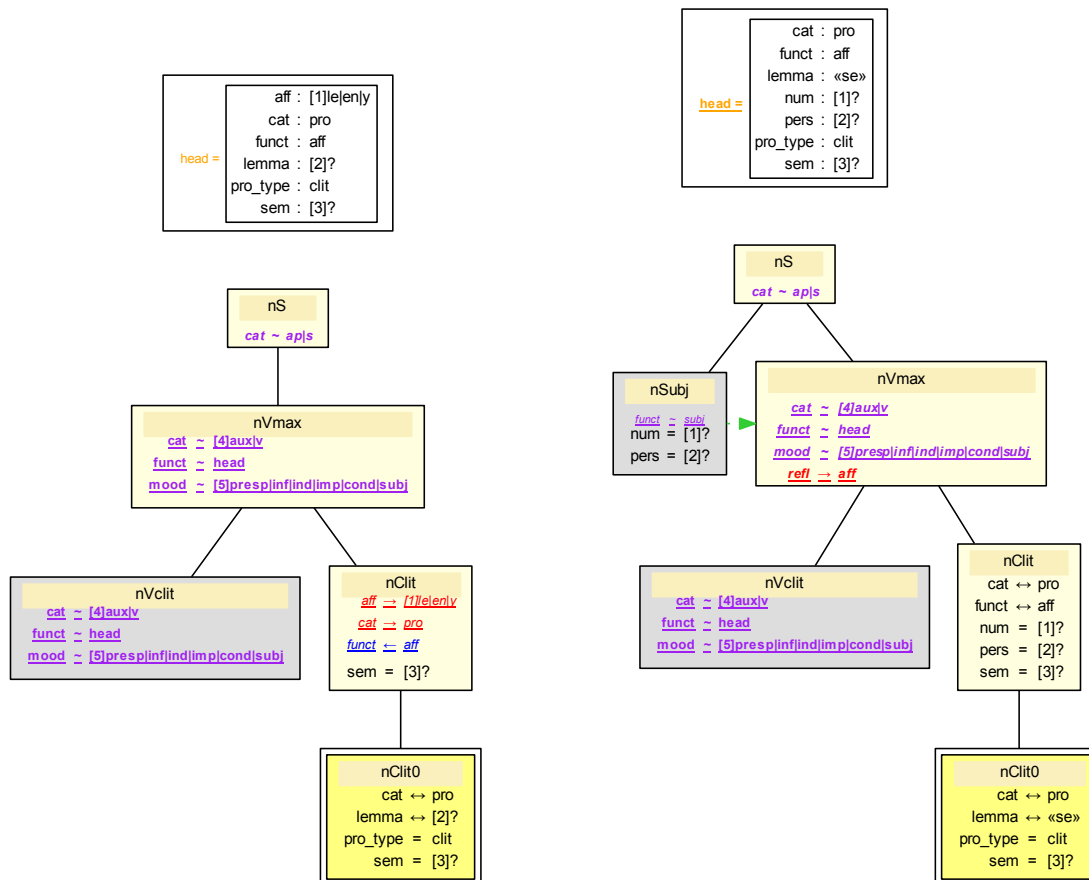 head =
aff : [1]le|en|y
cat : pro
funct : aff
lemma : [2]?
pro_type : clit
sem : [3]?
nS
cat ~ ap|s
nVmax
cat ~ [4]aux|v
funct ~ head
mood ~ [5]presp|inf|ind|imp|cond|subj
nVclit
cat ~ [4]aux|v
funct ~ head
mood ~ [5]presp|inf|ind|imp|cond|subj
nClit
aff → [1]le|en|y
cat → pro
funct ← aff
sem = [3]?
nClit0
cat ↔ pro
lemma ↔ [2]?
pro_type = clit
sem = [3]?
head =
cat : pro
funct : aff
lemma : «se»
num : [1]?
pers : [2]?
pro_type : clit
sem : [3]?
nS
cat ~ ap|s
nSubj
funct ~ subj
num = [1]?
pers = [2]?
nVmax
cat ~ [4]aux|v
funct ~ head
mood ~ [5]presp|inf|ind|imp|cond|subj
refl → aff
nVclit
cat ~ [4]aux|v
funct ~ head
mood ~ [5]presp|inf|ind|imp|cond|subj
nClit
cat ↔ pro
funct ↔ aff
num = [1]?
pers = [2]?
sem = [3]?
nClit0
cat ↔ pro
lemma ↔ «se»
pro_type = clit
sem = [3]?